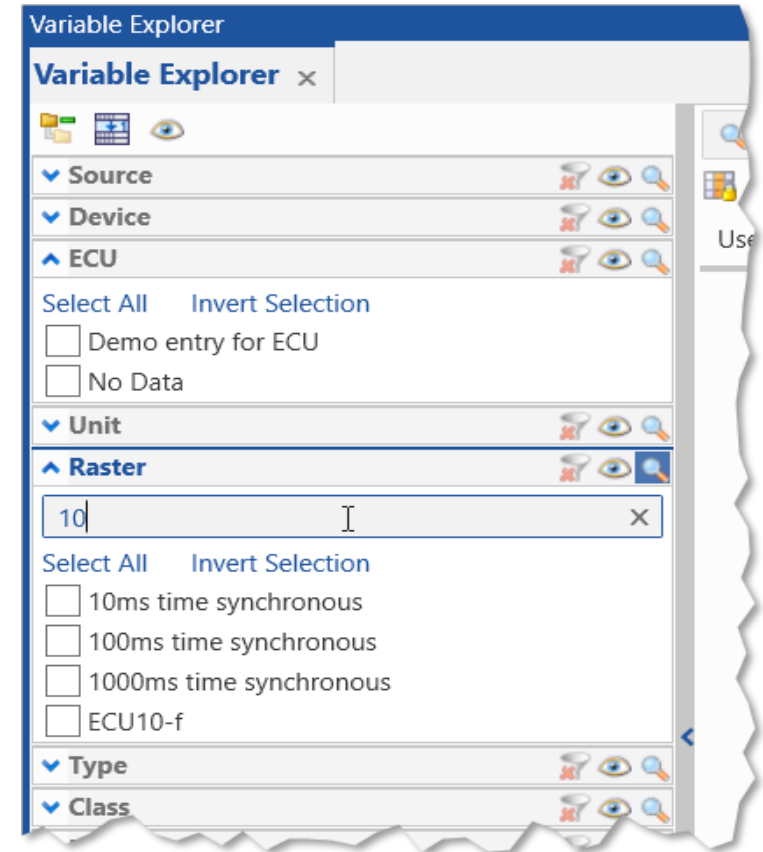 Variable Explorer
Variable Explorer
Source
Device
Use
ECU
Select All Invert Selection
Demo entry for ECU
No Data
Unit
Raster
10
Select All Invert Selection
10ms time synchronous
100ms time synchronous
1000ms time synchronous
ECU10-f
Type
Class